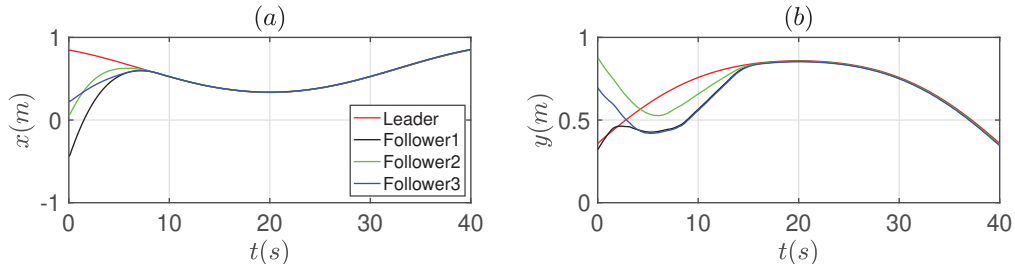 (a)
1
0
-1
x(m)
0 10 20 30 40
t(s)
Leader
Follower1
Follower2
Follower3
(b)
1
0.5
0
y(m)
0 10 20 30 40
t(s)